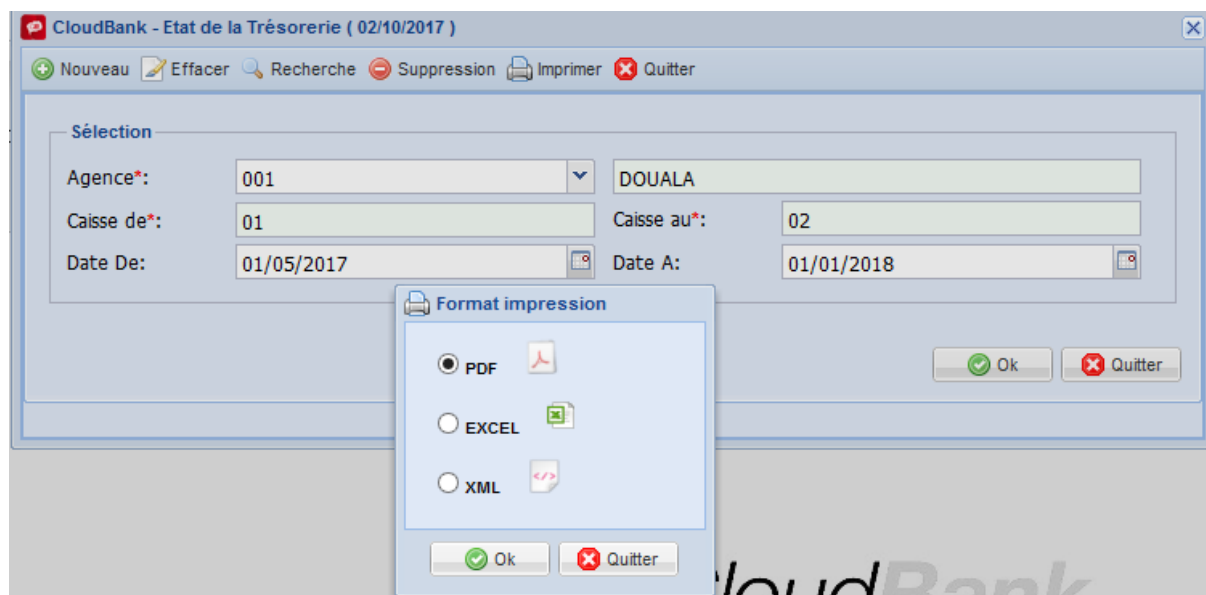 CloudBank - Etat de la Trésorerie ( 02/10/2017 )
Nouveau Effacer Recherche Suppression Imprimer Quitter
Sélection
Agence*: 001 DOUALA
Caisse de*: 01 Caisse au*: 02
Date De: 01/05/2017 Date A: 01/01/2018
Format impression
PDF
Ok Quitter
EXCEL
XML
Ok Quitter
CloudBank